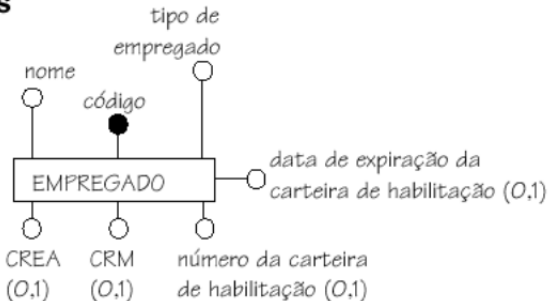 s
tipo de
empregado
nome
código
EMPREGADO
data de expiração da
carteira de habilitação (0,1)
CREA
(0,1)
CRM
(0,1)
número da carteira
de habilitação (0,1)